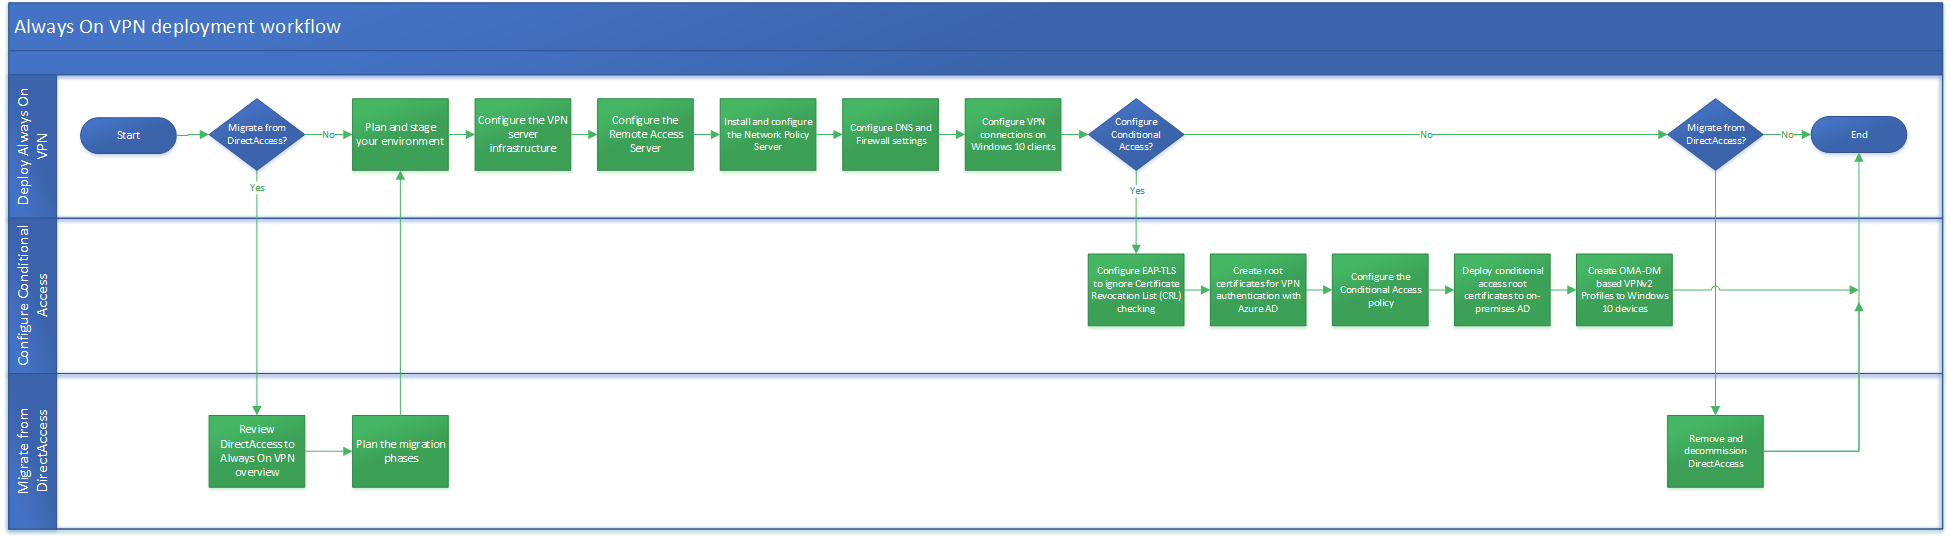 Always On VPN deployment workflow
Deploy Always On
VPN
Start
Migrate from
DirectAccess?
No
Yes
Plan and stage
your environment
Configure the VPN
server
infrastructure
Configure the
Remote Access
Server
Install and configure
the Network Policy
Server
Configure DNS and
Firewall settings
Configure VPN
connections on
Windows 10 clients
Configure
Conditional
Access?
No
Yes
Migrate from
DirectAccess?
No
End
Configure Conditional
Access
Configure EAP-TLS
to ignore Certificate
Revocation List (CRL)
checking
Create root
certificates for VPN
authentication with
Azure AD
Configure the
Conditional Access
policy
Deploy conditional
access root
certificates to on-
premises AD
Create OMA-DM
based VPNv2
Profiles to Windows
10 devices
Migrate from
DirectAccess
Review
DirectAccess to
Always On VPN
overview
Plan the migration
phases
Remove and
decommission
DirectAccess